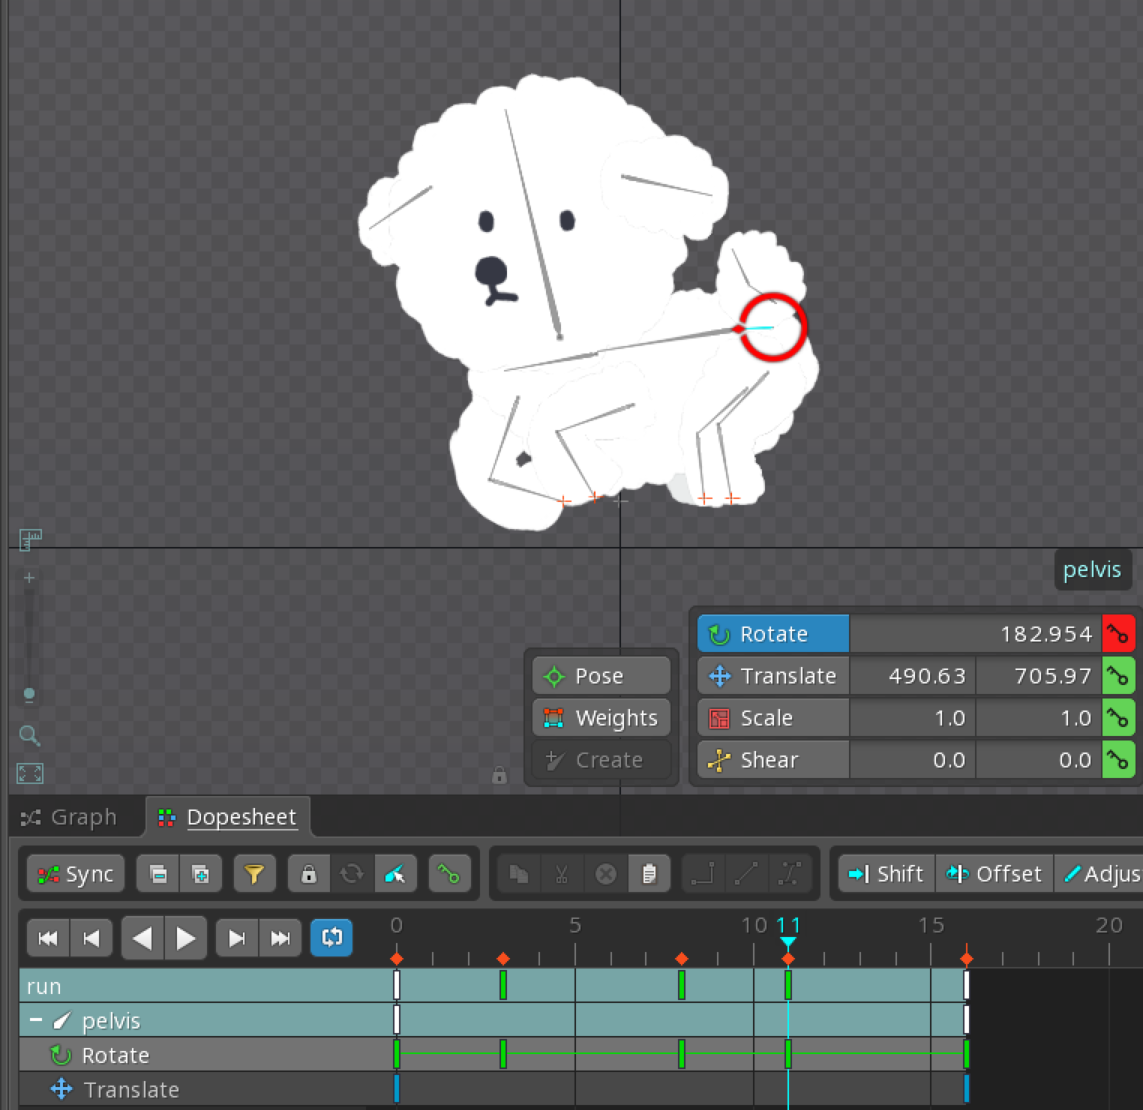 pelvis
Rotate 182.954
Pose Translate 490.63 705.97
Weights Scale 1.0 1.0
Create Shear 0.0 0.0
Graph Dopesheet
Sync Shift Offset Adjus
0 5 10 11 15 20
run
pelvis
Rotate
Translate